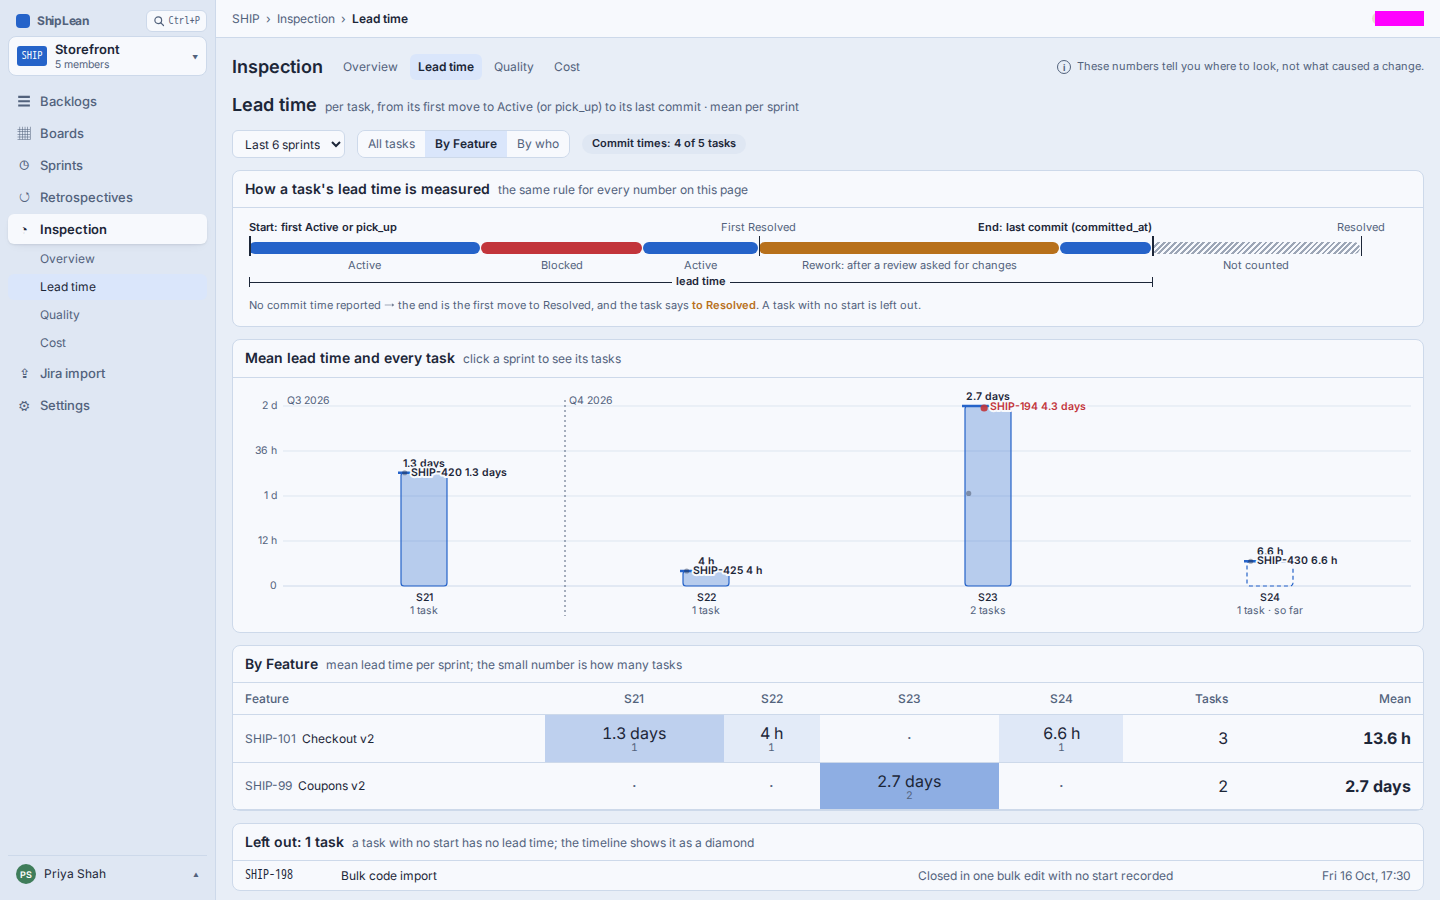 ShipLean
Ctrl+P
SHIP
Storefront
5 members
Backlogs
Boards
Sprints
Retrospectives
Inspection
Overview
Lead time
Quality
Cost
Jira import
Settings
PS Priya Shah
SHIP › Inspection › Lead time
Inspection
Overview Lead time Quality Cost
These numbers tell you where to look, not what caused a change.
Lead time per task, from its first move to Active (or pick_up) to its last commit · mean per sprint
Last 6 sprints
All tasks By Feature By who
Commit times: 4 of 5 tasks
How a task's lead time is measured the same rule for every number on this page
Start: first Active or pick_up First Resolved End: last commit (committed_at) Resolved
Active Blocked Active Rework: after a review asked for changes Not counted
lead time
No commit time reported → the end is the first move to Resolved, and the task says to Resolved. A task with no start is left out.
Mean lead time and every task click a sprint to see its tasks
Q3 2026 Q4 2026
2 d
36 h
1 d
12 h
0
1.3 days
SHIP-420 1.3 days
4 h
SHIP-425 4 h
2.7 days
SHIP-194 4.3 days
6.6 h
SHIP-430 6.6 h
S21 S22 S23 S24
1 task 1 task 2 tasks 1 task · so far
By Feature mean lead time per sprint; the small number is how many tasks
Feature S21 S22 S23 S24 Tasks Mean
SHIP-101 Checkout v2 1.3 days 4 h · 6.6 h 3 13.6 h
1 1 1
SHIP-99 Coupons v2 · · 2.7 days · 2 2.7 days
2
Left out: 1 task a task with no start has no lead time; the timeline shows it as a diamond
SHIP-198 Bulk code import Closed in one bulk edit with no start recorded Fri 16 Oct, 17:30